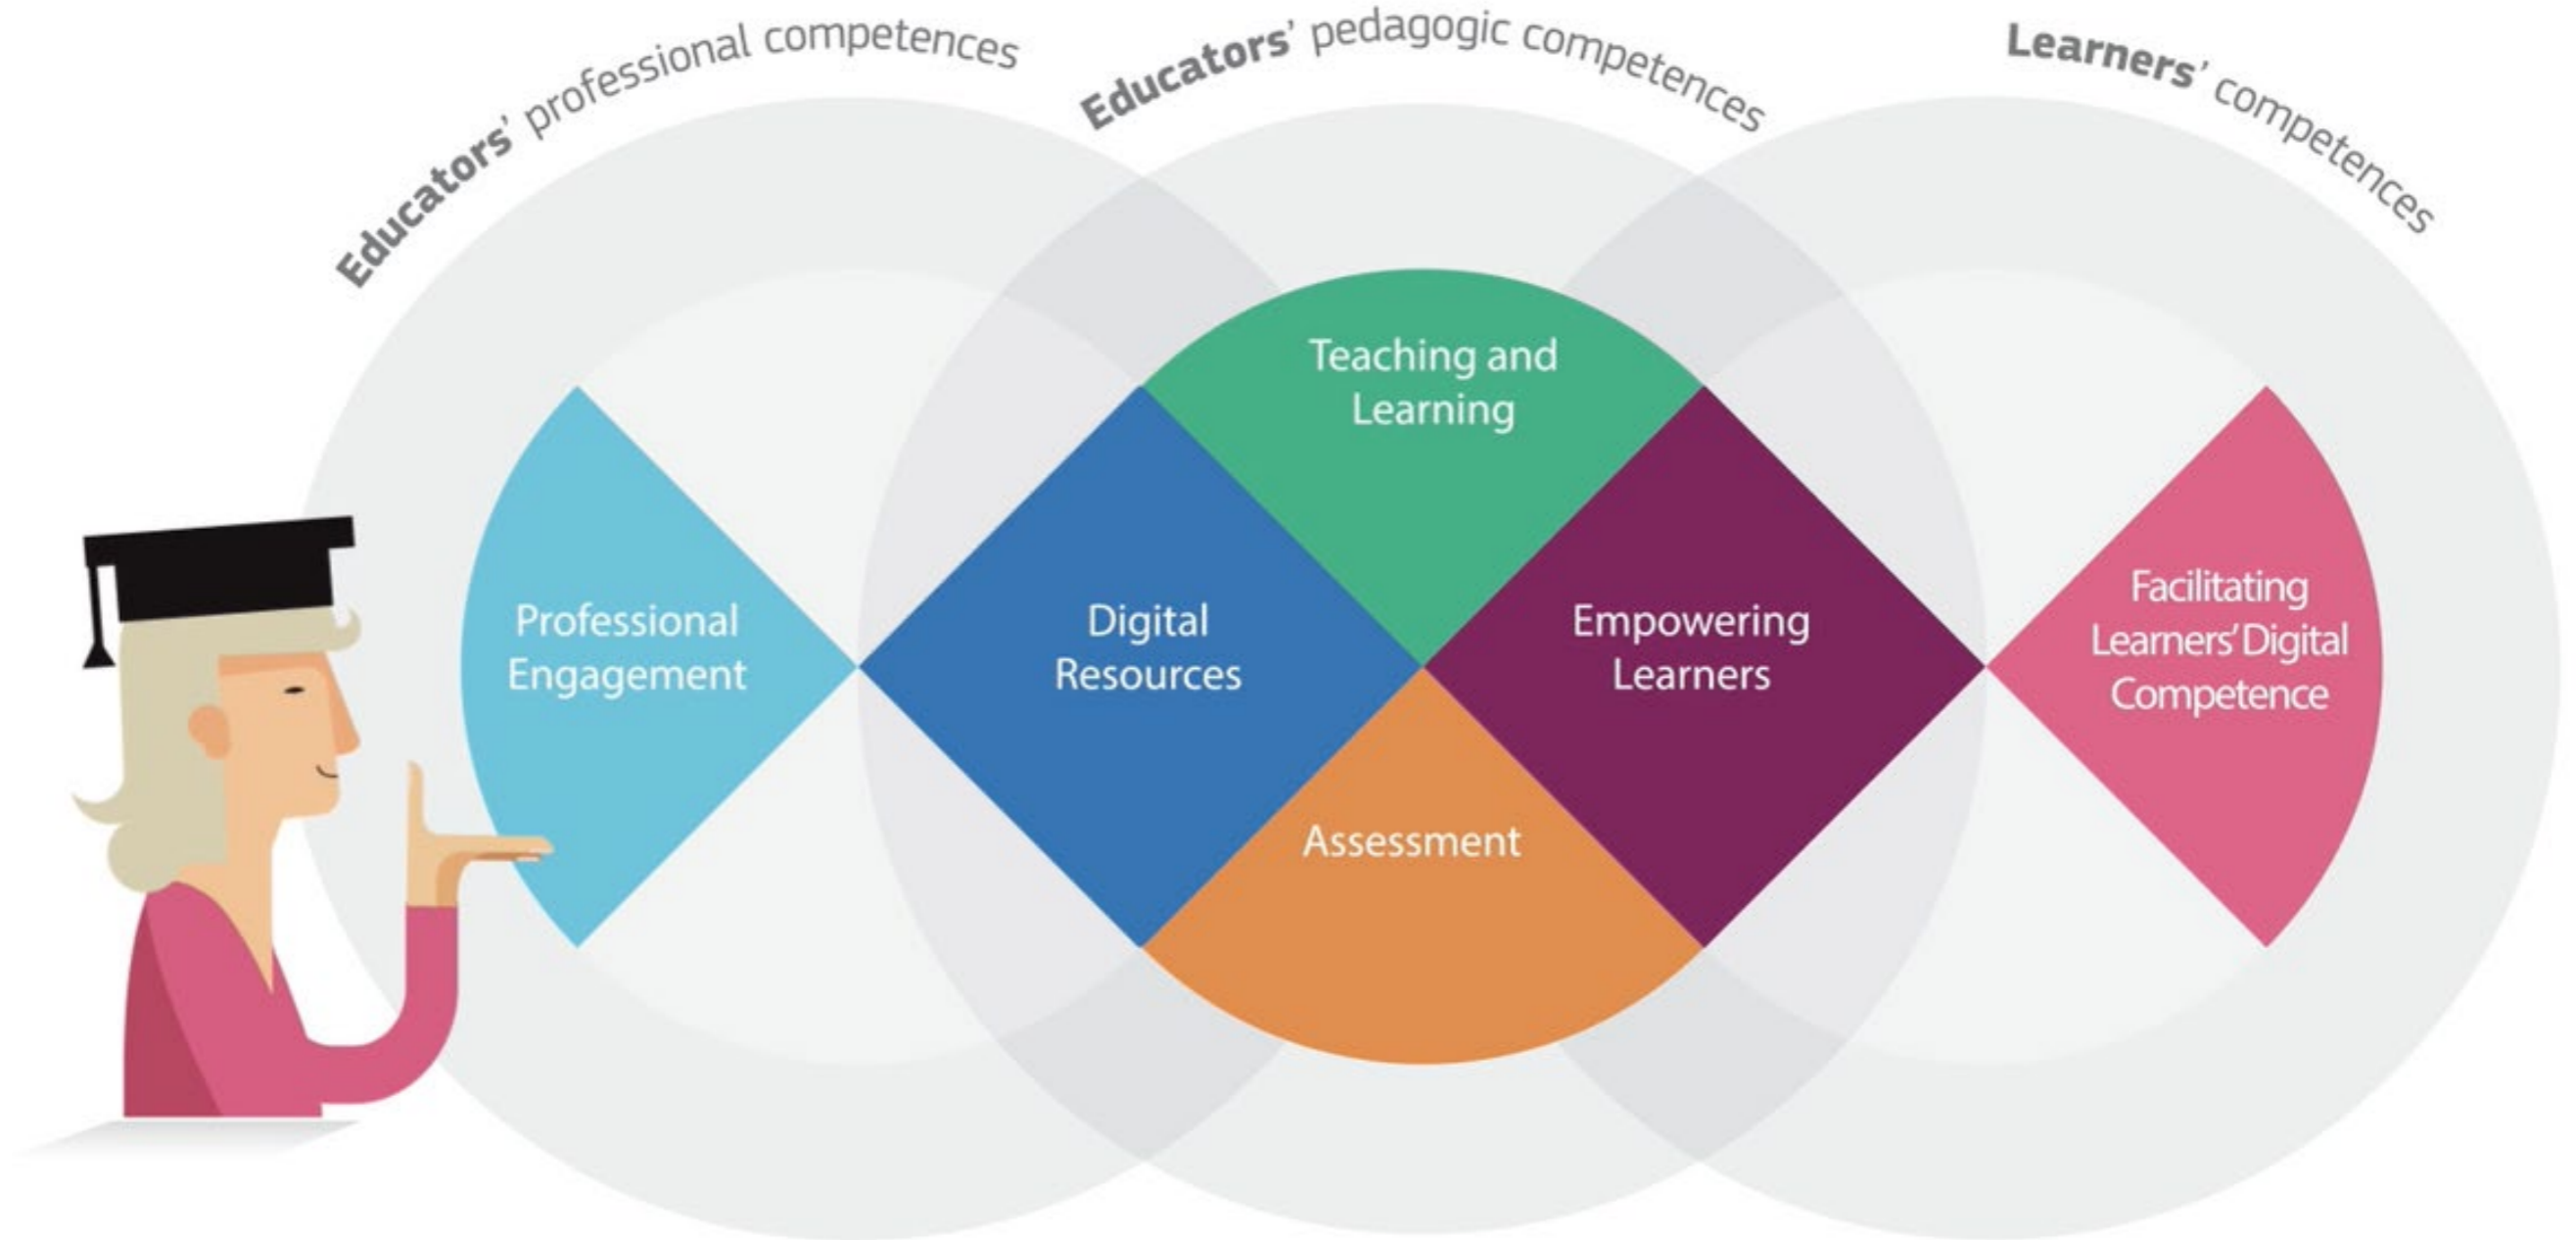 Educators' professional competences
Educators' pedagogic competences
Learners' competences
Professional
Engagement
Digital
Resources
Teaching and
Learning
Assessment
Empowering
Learners
Facilitating
Learners' Digital
Competence